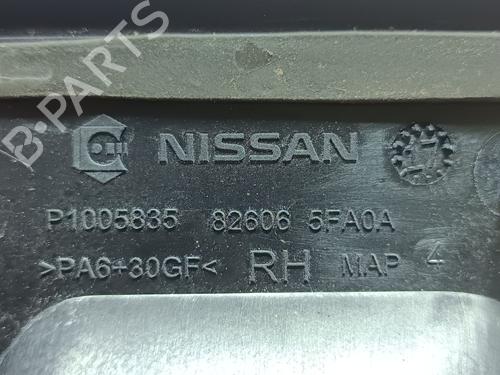 B-PARTS
NISSAN
P1005835 82606 5FA0A
>PA6+30GF< RH MAP 4